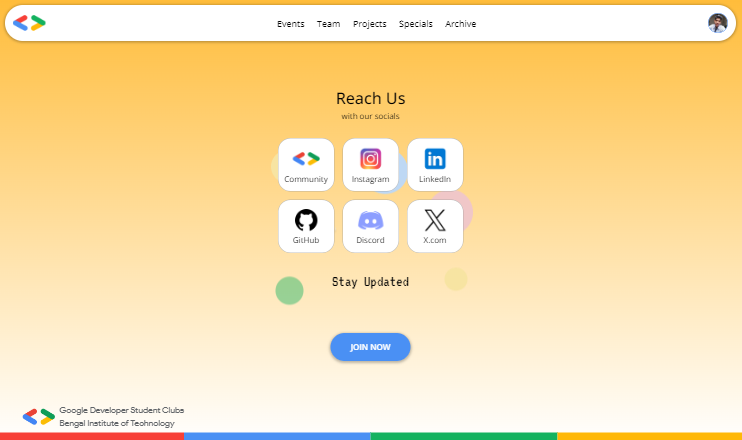 Events Team Projects Specials Archive
Reach Us
with our socials
Community Instagram LinkedIn
GitHub Discord X.com
Stay Updated
JOIN NOW
Google Developer Student Clubs
Bengal Institute of Technology